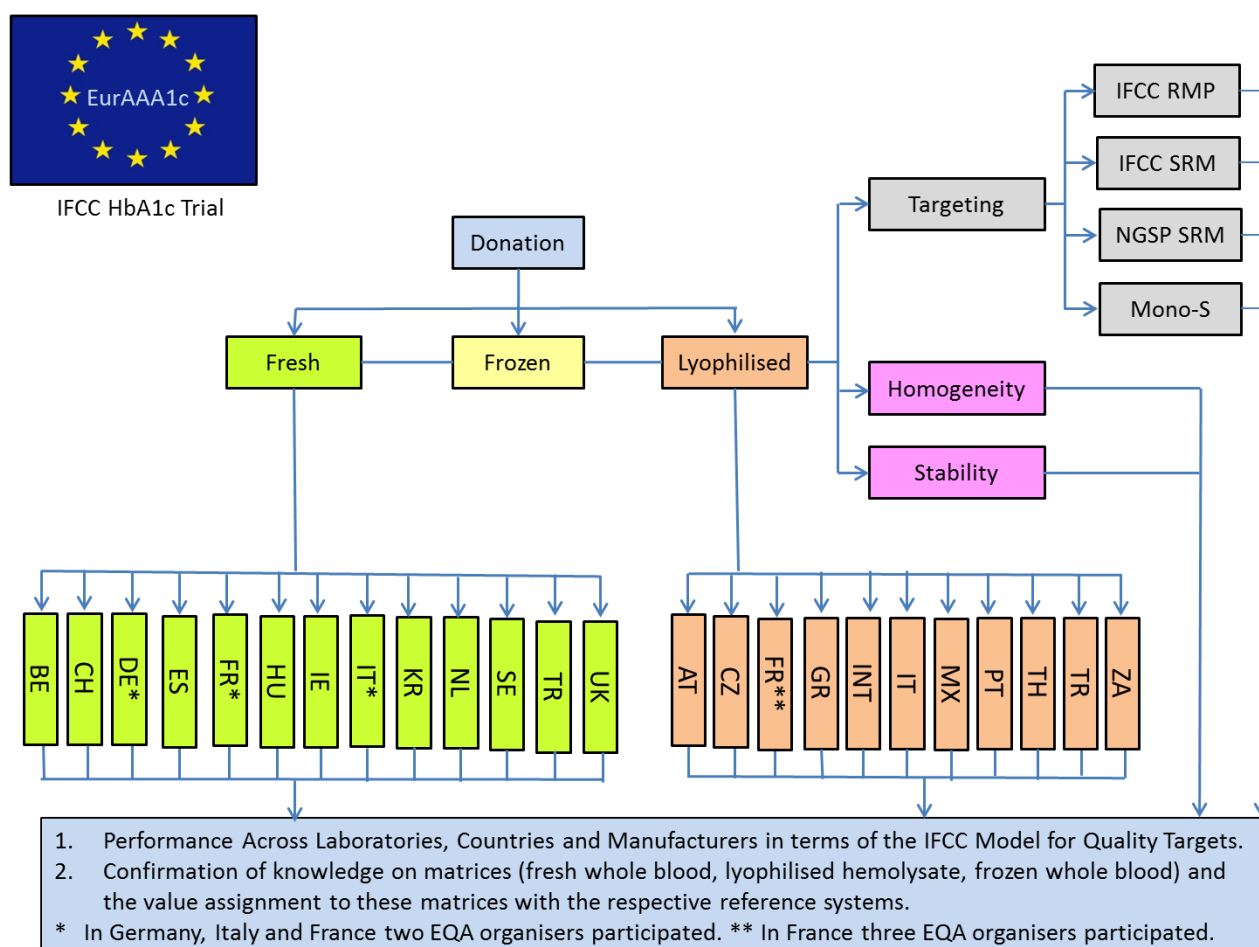 EurAAA1c
IFCC HbA1c Trial
Donation
Fresh
Frozen
Lyophilised
Targeting
Homogeneity
Stability
IFCC RMP
IFCC SRM
NGSP SRM
Mono-S
BE
CH
DE*
ES
FR*
HU
IE
IT*
KR
NL
SE
TR
UK
AT
CZ
FR**
GR
INT
IT
MX
PT
TH
TR
ZA
1. Performance Across Laboratories, Countries and Manufacturers in terms of the IFCC Model for Quality Targets.
2. Confirmation of knowledge on matrices (fresh whole blood, lyophilised hemolysate, frozen whole blood) and
the value assignment to these matrices with the respective reference systems.
* In Germany, Italy and France two EQA organisers participated. ** In France three EQA organisers participated.